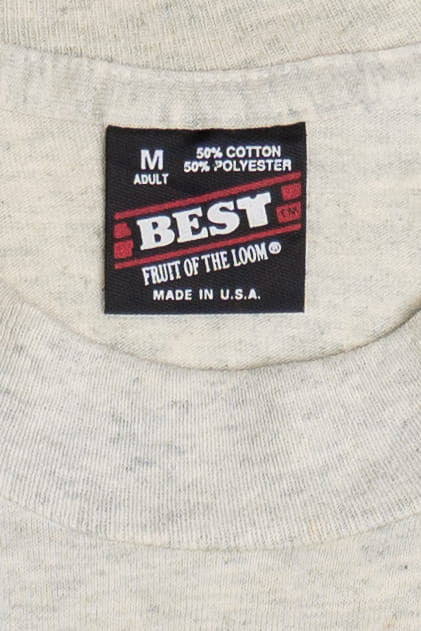 M
ADULT
50% COTTON
50% POLYESTER
BEST
FRUIT OF THE LOOM®
MADE IN U.S.A.